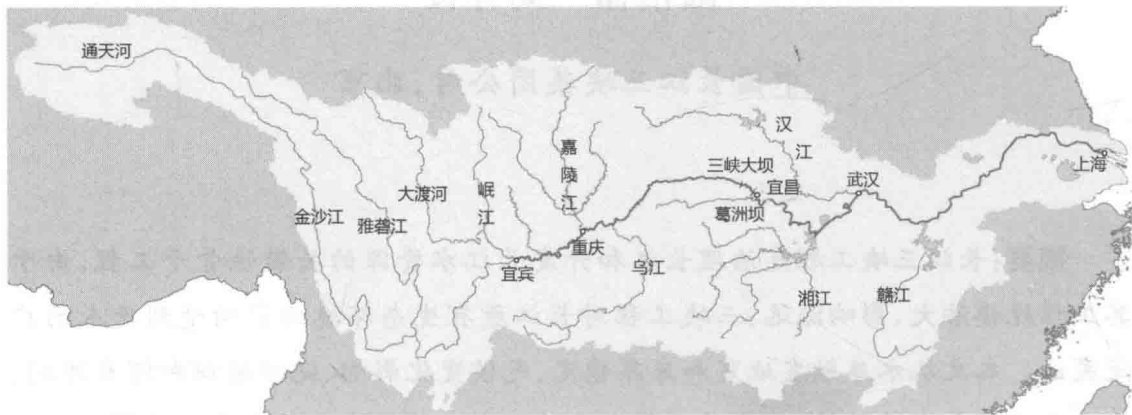 通天河
金沙江
雅砻江
大渡河
岷江
宜宾
嘉陵江
重庆
乌江
三峡大坝
宜昌
葛洲坝
汉江
武汉
湘江
赣江
上海